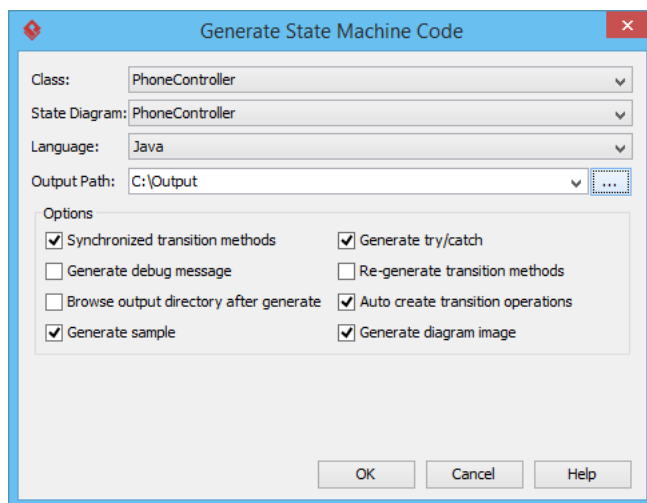 Generate State Machine Code
Class: PhoneController
State Diagram: PhoneController
Language: Java
Output Path: C:\Output ...
Options
Synchronized transition methods Generate try/catch
Generate debug message Re-generate transition methods
Browse output directory after generate Auto create transition operations
Generate sample Generate diagram image
OK Cancel Help